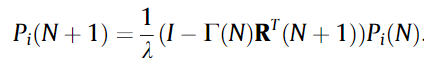 $P_i(N+1) = \frac{1}{\lambda}(I - \Gamma(N)\mathbf{R}^T(N+1))P_i(N).$